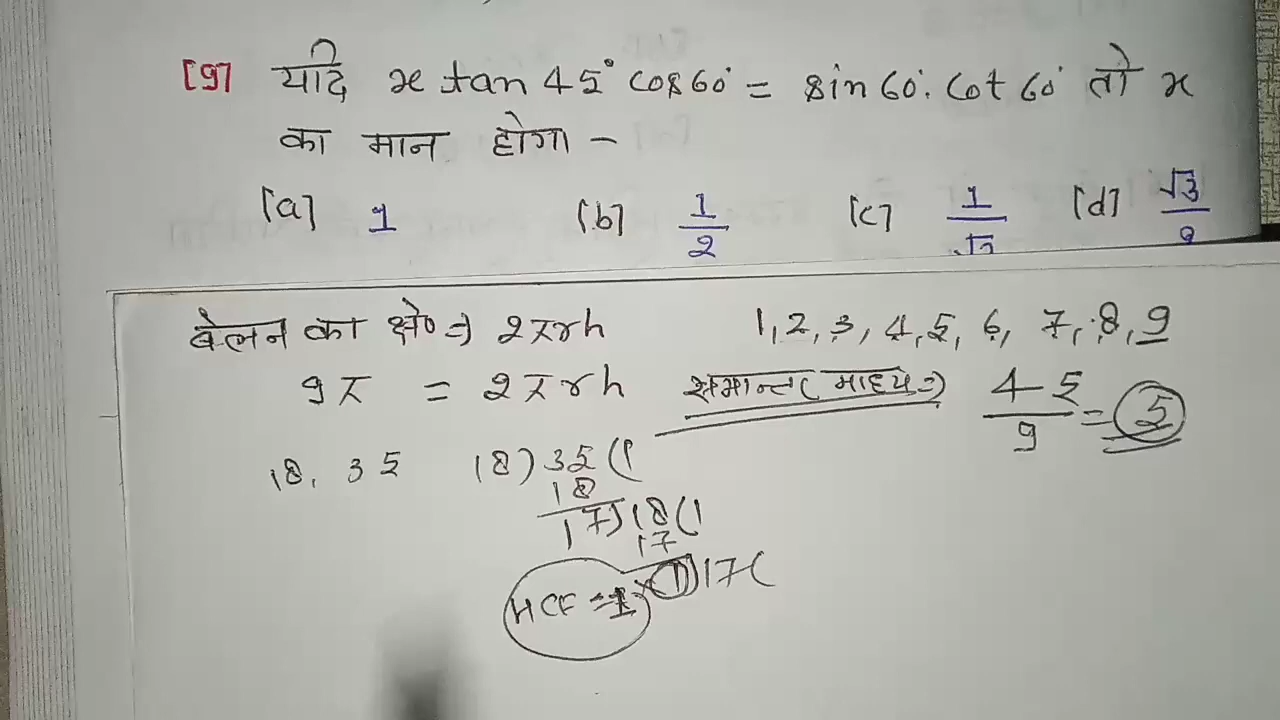 [9] यदि x tan 45° cos 60° = sin 60°. Cot 60° तो x
का मान होगा –
[a] 1 [b] 1/2 [c] 1/√3 [d] √3/2
बेलन का क्षे० ⇒ 2πrh
1, 2, 3, 4, 5, 6, 7, 8, 9
9π = 2πrh
समान्त( माध्य ⇒) 45/9 = 5
18, 35
18) 35 (1
18
17) 18 (1
17
HCF = 1
1) 17 (